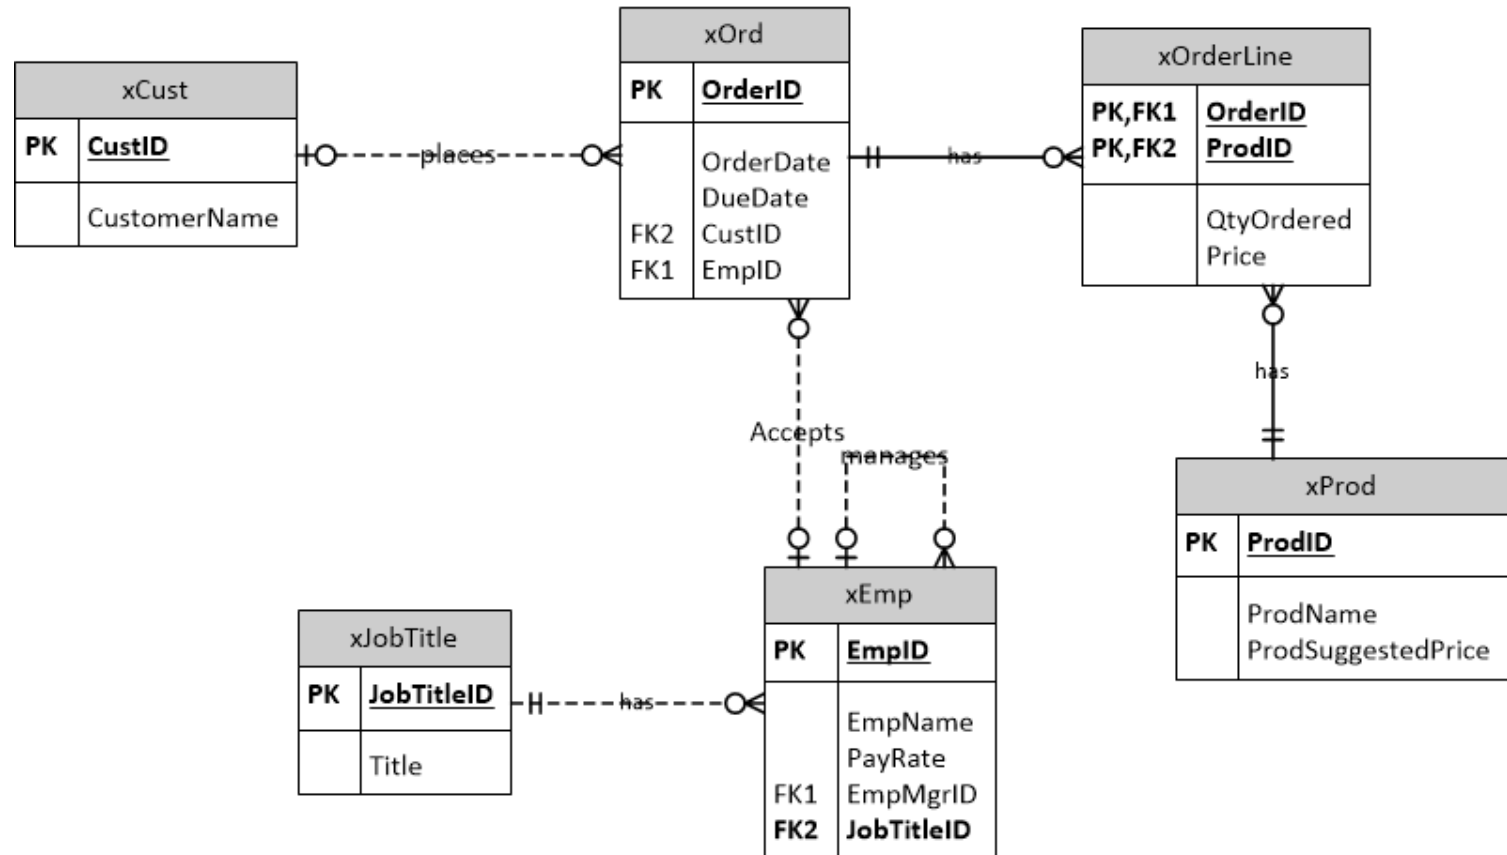 xCust
PK CustID
CustomerName
places
xOrd
PK OrderID
OrderDate
DueDate
FK2 CustID
FK1 EmpID
has
xOrderLine
PK,FK1 OrderID
PK,FK2 ProdID
QtyOrdered
Price
has
Accepts
manages
xProd
PK ProdID
ProdName
ProdSuggestedPrice
xJobTitle
PK JobTitleID
Title
has
xEmp
PK EmpID
EmpName
PayRate
FK1 EmpMgrID
FK2 JobTitleID